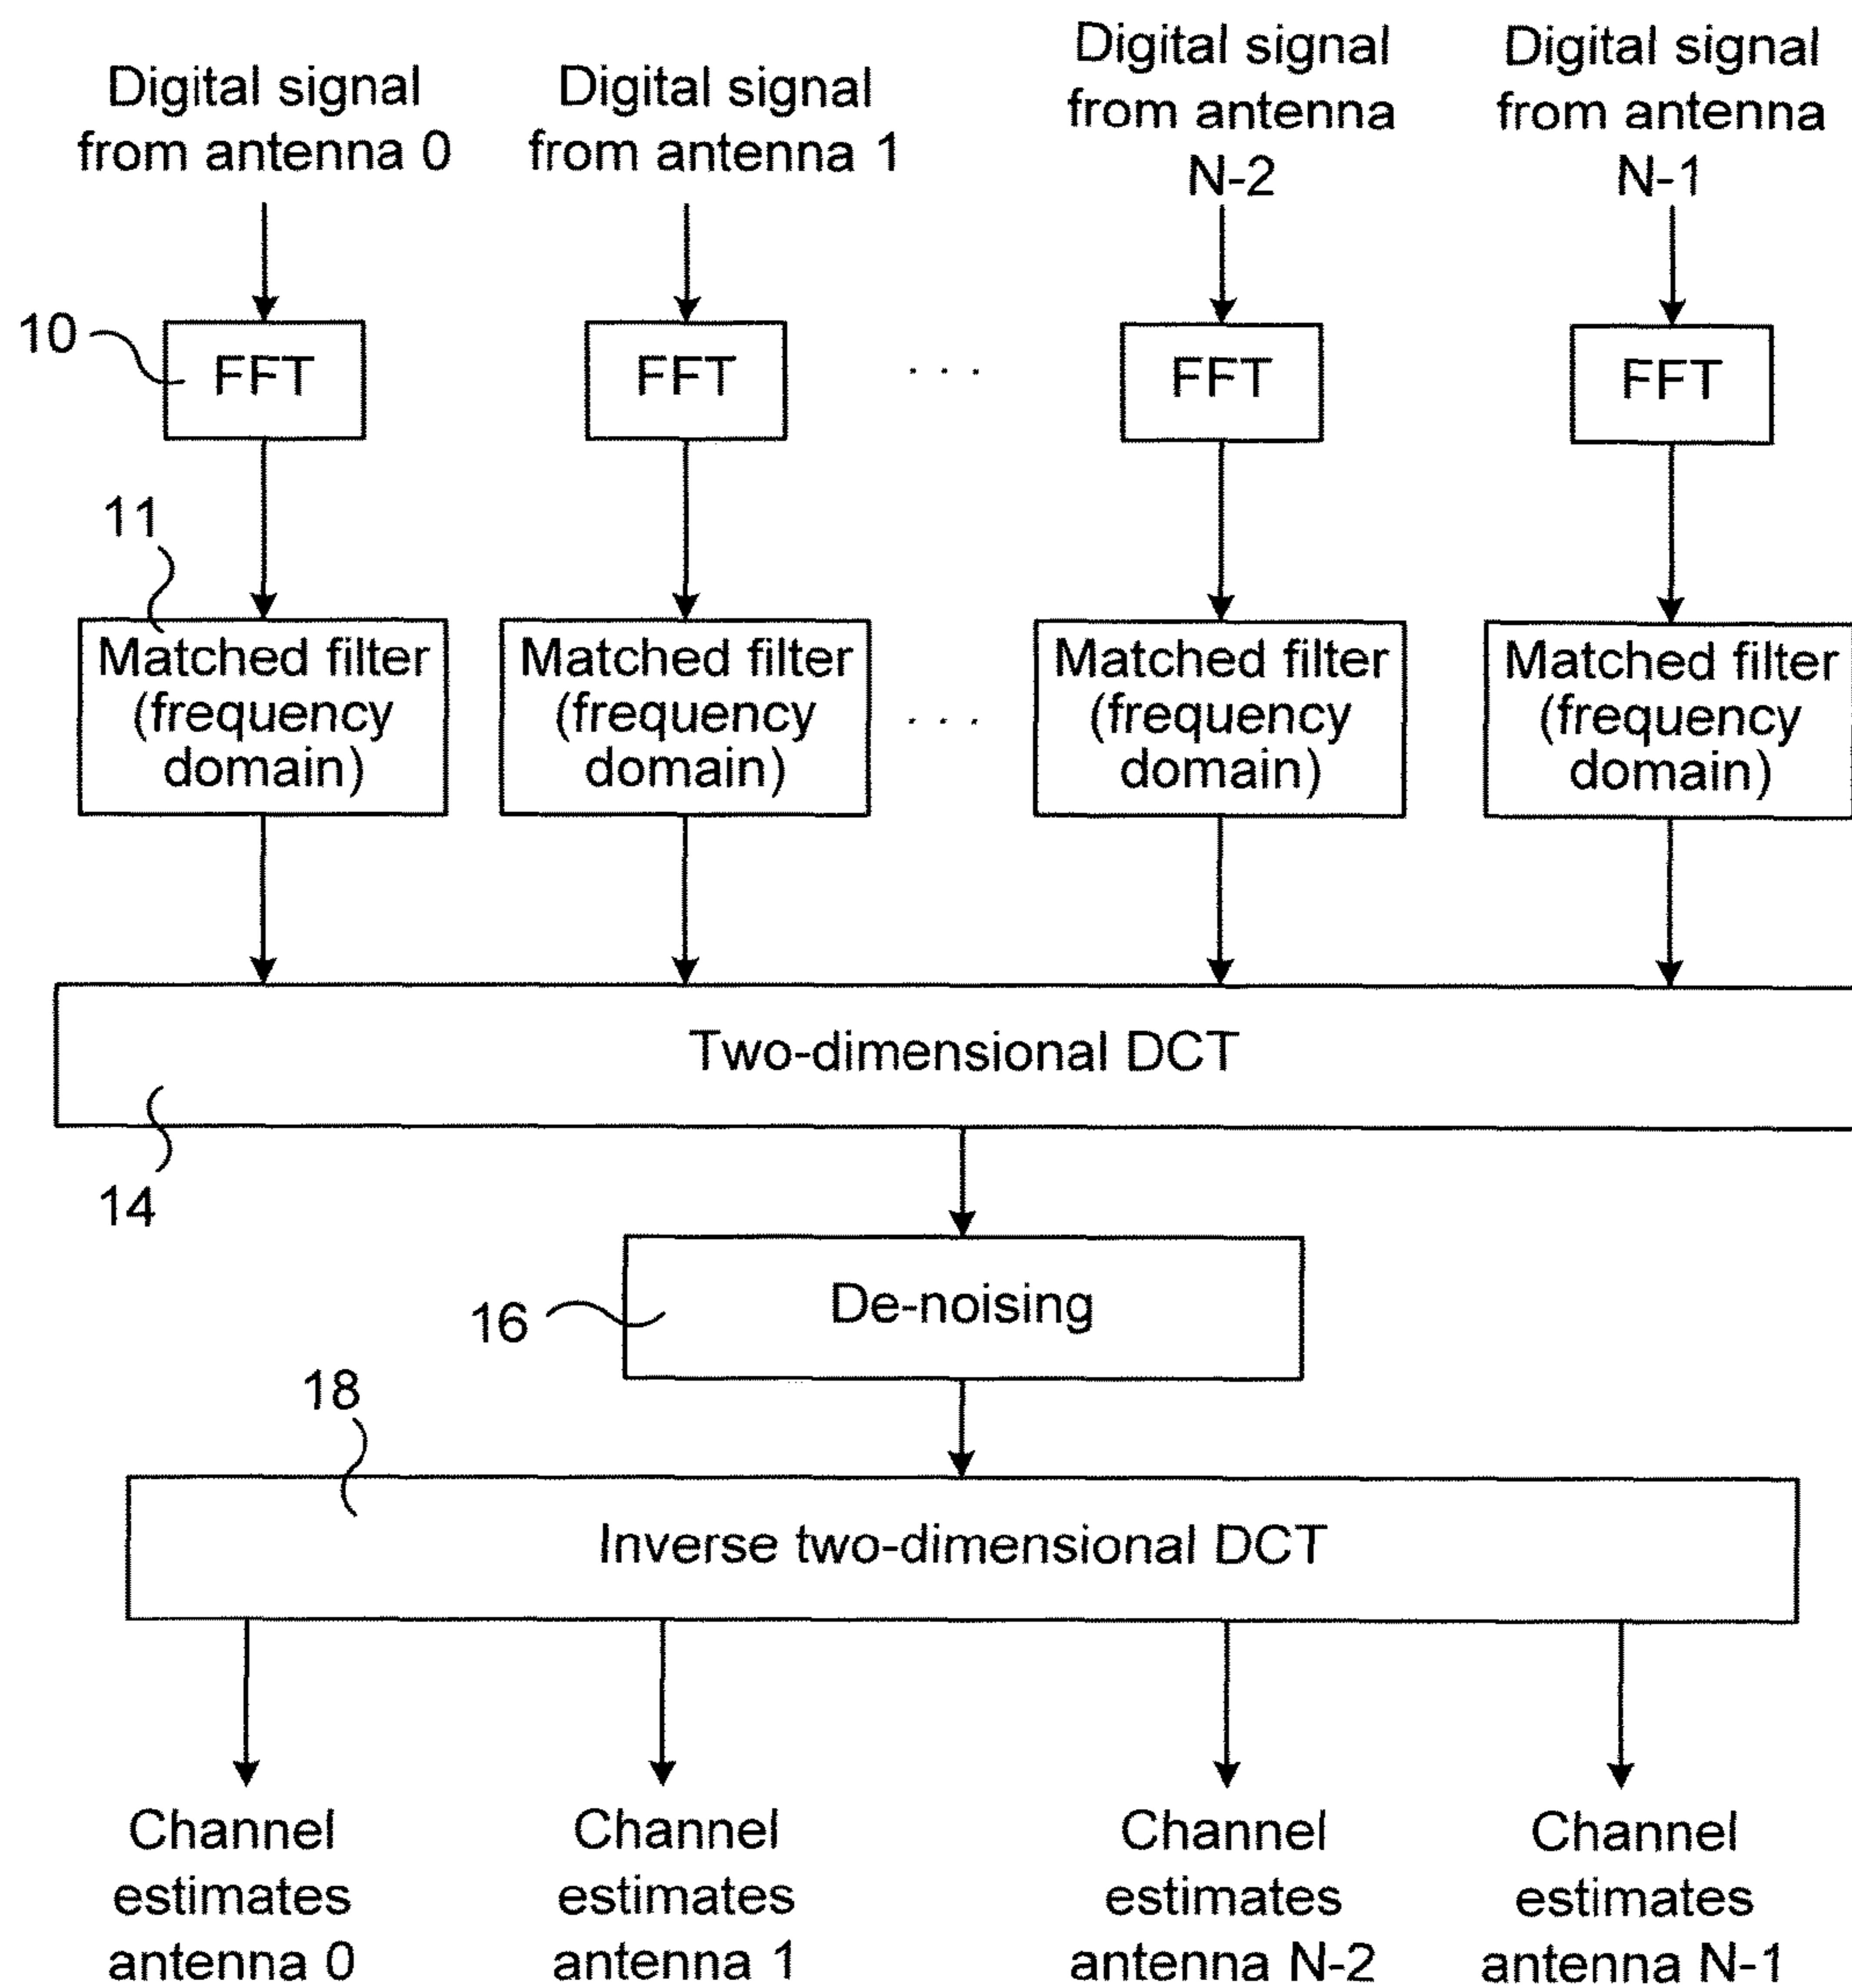 Digital signal
from antenna 0
Digital signal
from antenna 1
Digital signal
from antenna
N-2
Digital signal
from antenna
N-1
10
FFT
FFT
. . .
FFT
FFT
11
Matched filter
(frequency
domain)
Matched filter
(frequency
domain)
. . .
Matched filter
(frequency
domain)
Matched filter
(frequency
domain)
Two-dimensional DCT
14
De-noising
16
18
Inverse two-dimensional DCT
Channel
estimates
antenna 0
Channel
estimates
antenna 1
Channel
estimates
antenna N-2
Channel
estimates
antenna N-1